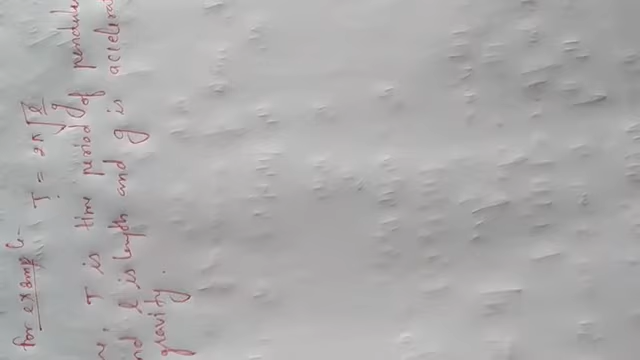 for example :-
T = 2π√l/g
T is time period of
l is length and g is
gravity.